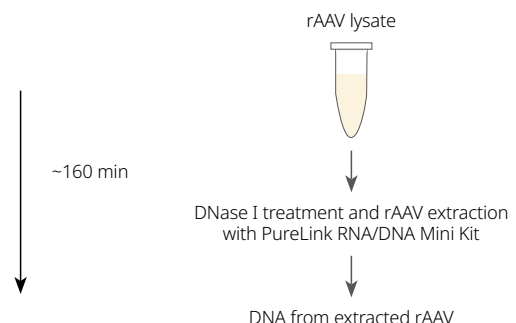 rAAV lysate
~160 min
DNase I treatment and rAAV extraction
with PureLink RNA/DNA Mini Kit
DNA from extracted rAAV